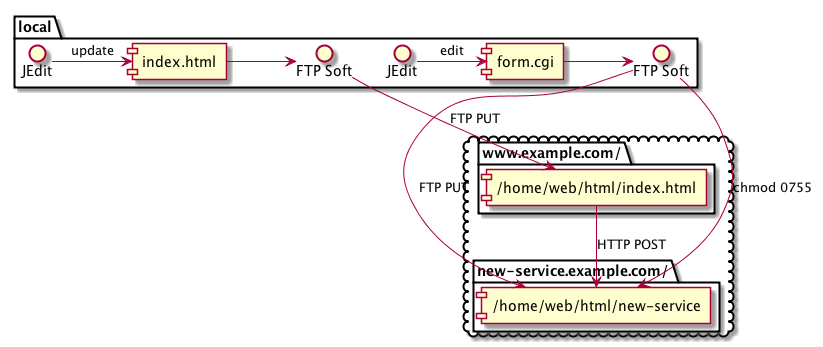 local
update
edit
index.html
form.cgi
JEdit
FTP Soft
JEdit
FTP Soft
FTP PUT
www.example.com/
/home/web/html/index.html
FTP PUT
chmod 0755
HTTP POST
new-service.example.com/
/home/web/html/new-service